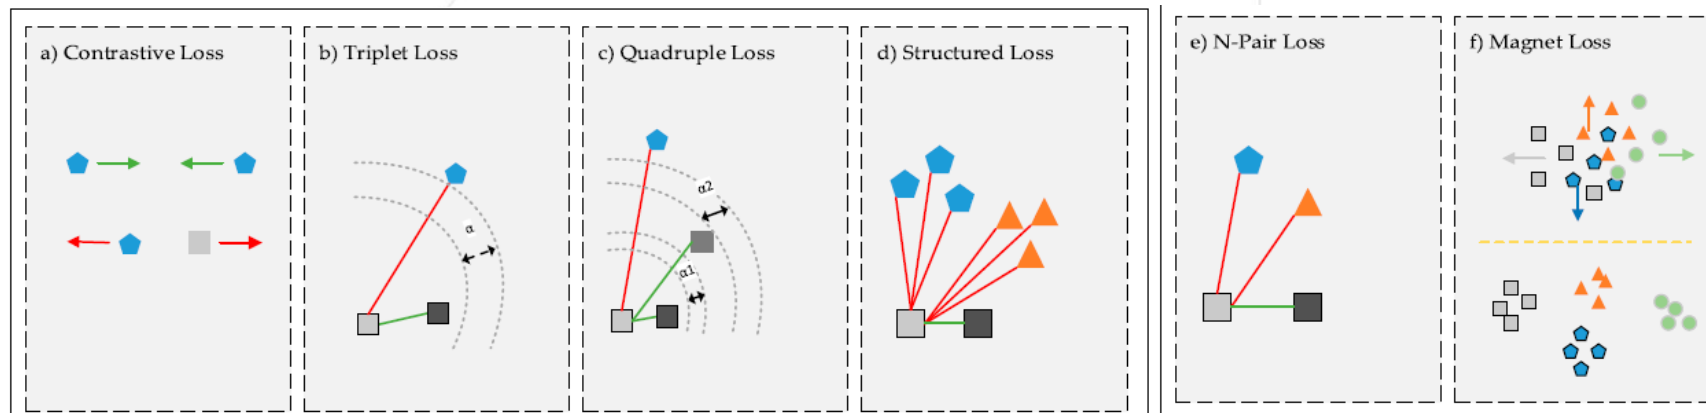 a) Contrastive Loss
b) Triplet Loss
c) Quadruple Loss
d) Structured Loss
e) N-Pair Loss
f) Magnet Loss
α
α2
α1